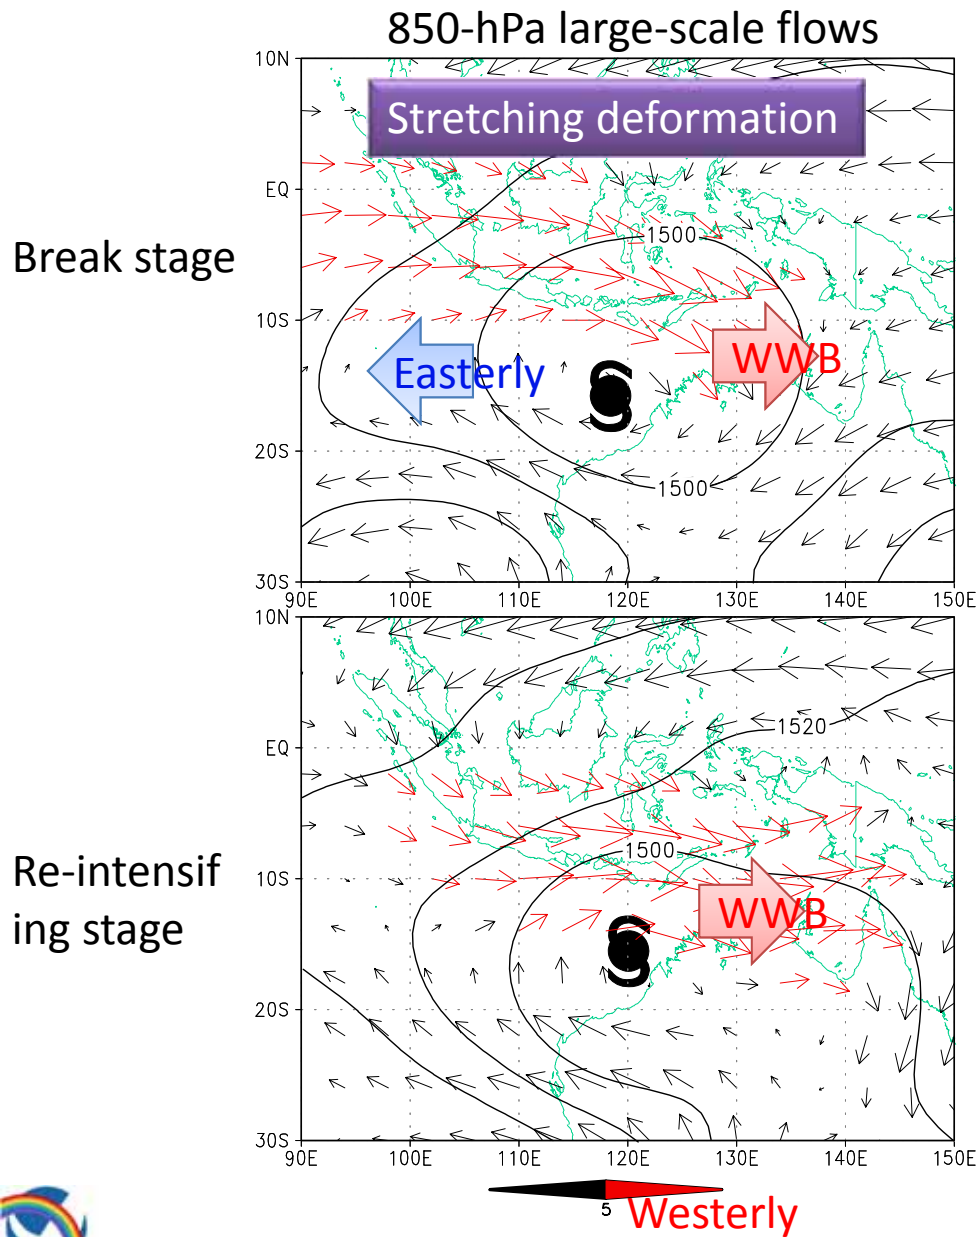 850-hPa large-scale flows
10N
Stretching deformation
EQ
1500
Break stage
10S
Easterly
WWB
20S
1500
30S
90E 100E 110E 120E 130E 140E 150E
10N
1520
EQ
1500
Re-intensif
ing stage
10S
WWB
20S
30S
90E 100E 110E 120E 130E 140E 150E
5
Westerly